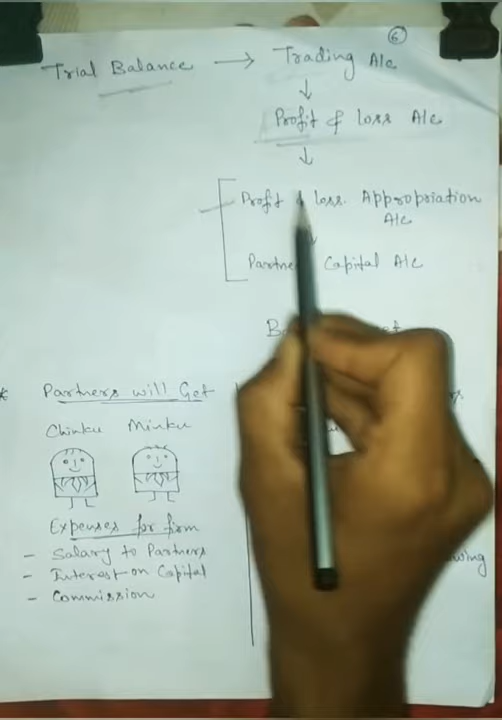 6
Trial Balance → Trading A/c
↓
Profit & loss A/c
↓
Profit & loss. Appropriation
A/c
Capital A/c
* Partners will Get
Chinku Minku
Expenses for firm
- Salary to Partners
- Interest on Capital
- Commission